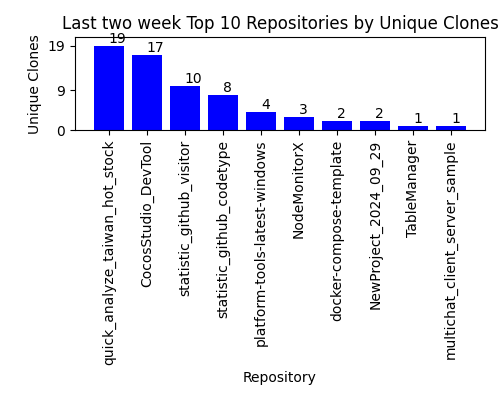 Last two week Top 10 Repositories by Unique Clones
Unique Clones
19
9
0
19
17
10
8
4
3
2
2
1
1
quick_analyze_taiwan_hot_stock
CocosStudio_DevTool
statistic_github_visitor
statistic_github_codetype
platform-tools-latest-windows
NodeMonitorX
docker-compose-template
NewProject_2024_09_29
TableManager
multichat_client_server_sample
Repository